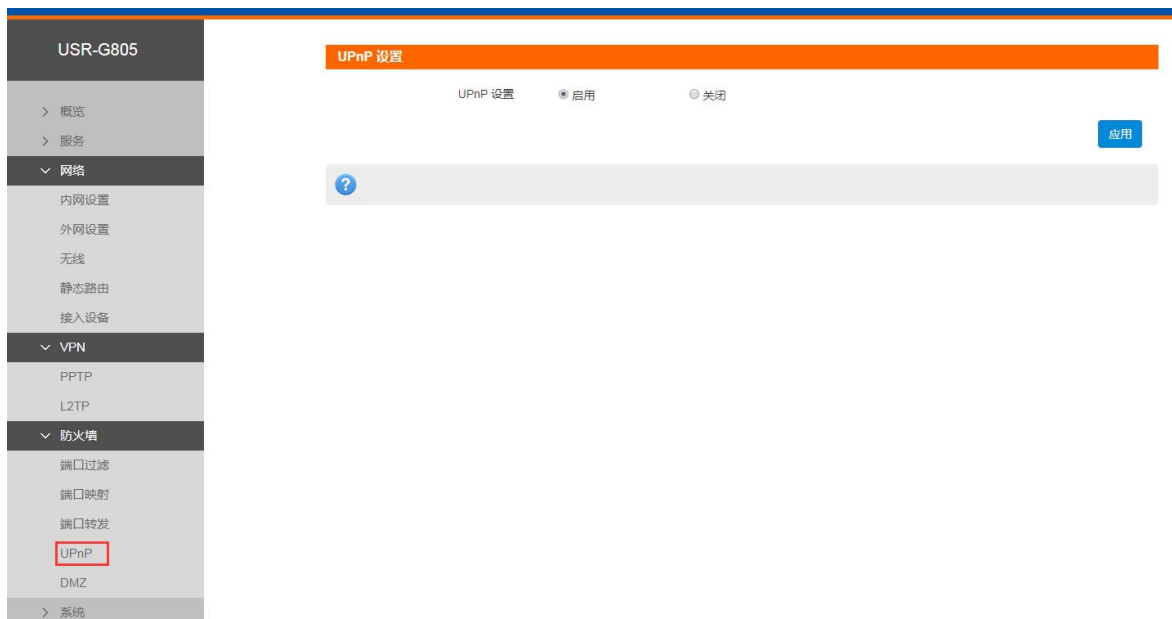 USR-G805
概览
服务
网络
内网设置
外网设置
无线
静态路由
接入设备
VPN
PPTP
L2TP
防火墙
端口过滤
端口映射
端口转发
UPnP
DMZ
系统
UPnP 设置
UPnP 设置 启用 关闭
应用